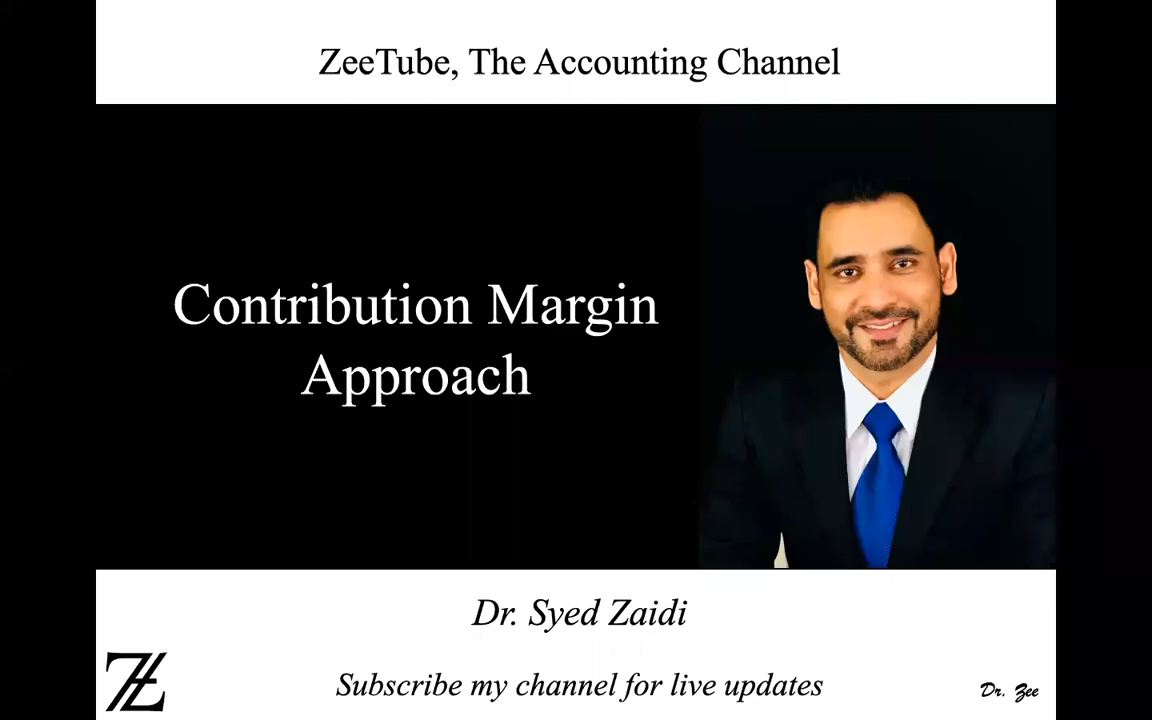 ZeeTube, The Accounting Channel
Contribution Margin
Approach
Dr. Syed Zaidi
Subscribe my channel for live updates
Dr. Zee